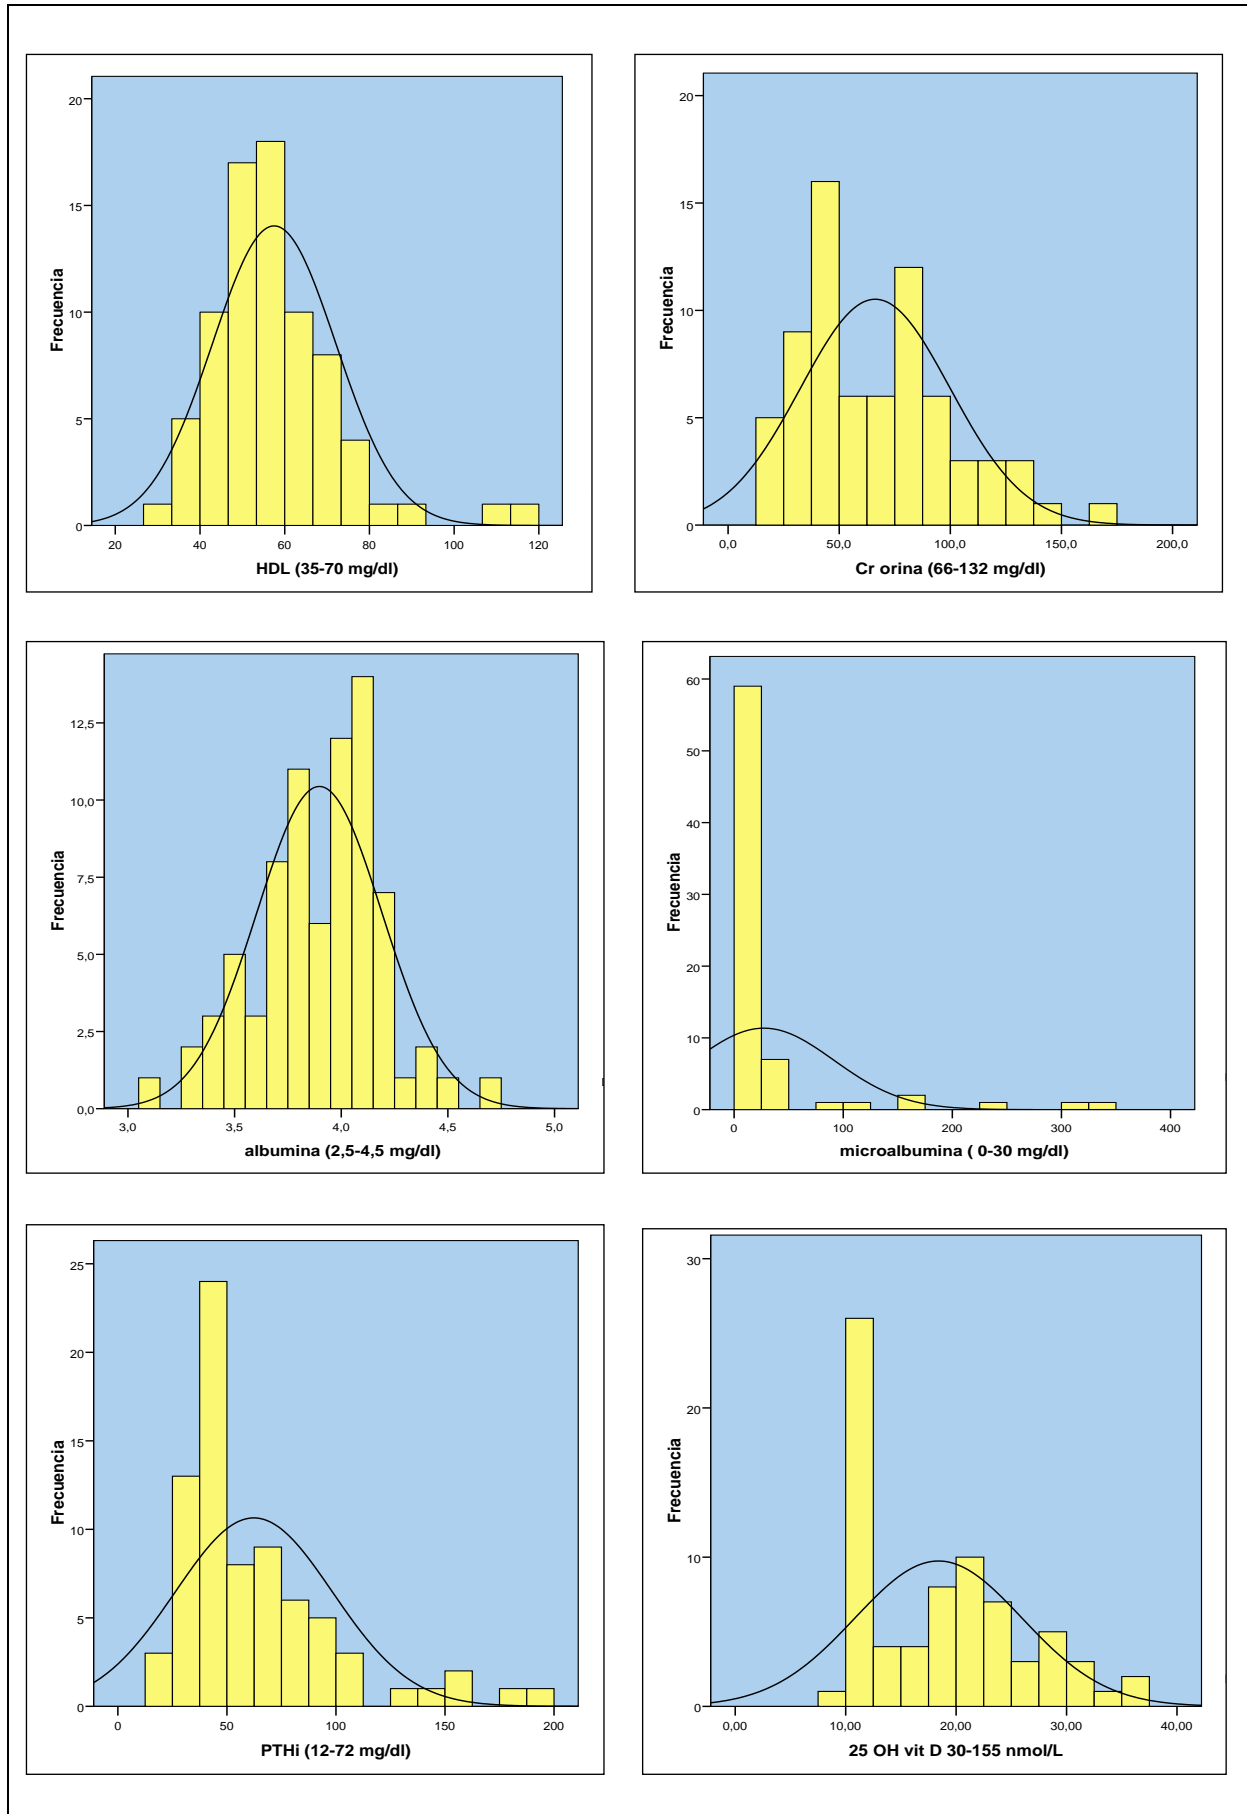 20
15
10
5
0
Frecuencia
20 40 60 80 100 120
HDL (35-70 mg/dl)
20
15
10
5
0
Frecuencia
0,0 50,0 100,0 150,0 200,0
Cr orina (66-132 mg/dl)
12,5
10,0
7,5
5,0
2,5
0,0
Frecuencia
3,0 3,5 4,0 4,5 5,0
albumina (2,5-4,5 mg/dl)
60
50
40
30
20
10
0
Frecuencia
0 100 200 300 400
microalbumina ( 0-30 mg/dl)
25
20
15
10
5
0
Frecuencia
0 50 100 150 200
PTHi (12-72 mg/dl)
30
20
10
0
Frecuencia
0,00 10,00 20,00 30,00 40,00
25 OH vit D 30-155 nmol/L